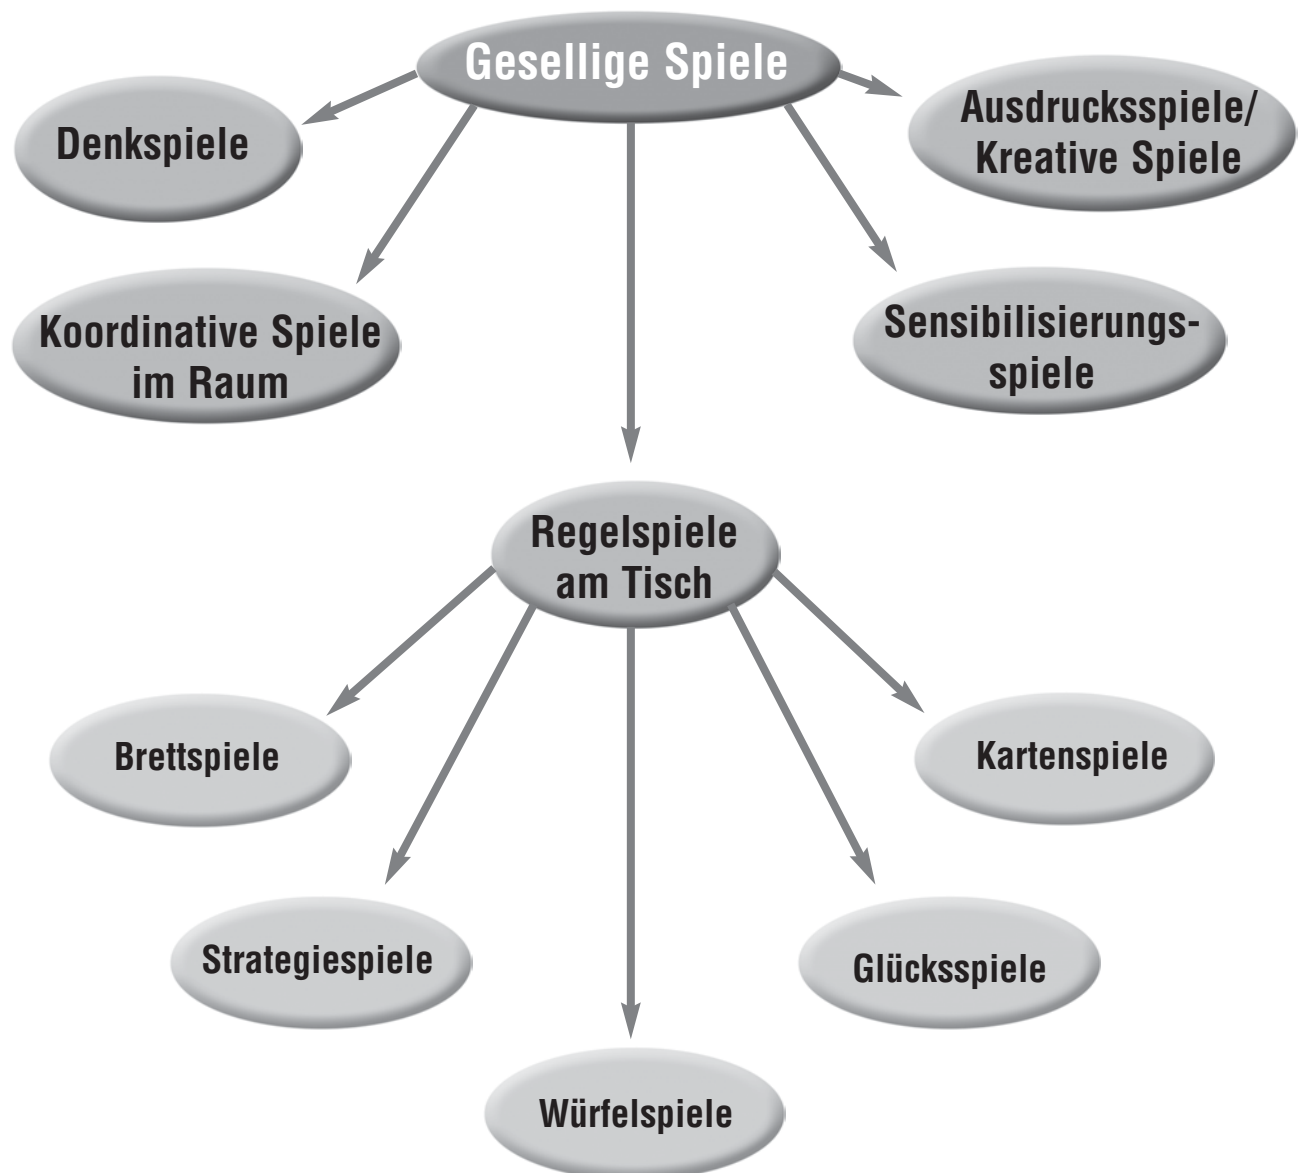 Gesellige Spiele
Denkspiele
Ausdrucksspiele/
Kreative Spiele
Koordinative Spiele
im Raum
Sensibilisierungs-
spiele
Regelspiele
am Tisch
Brettspiele
Kartenspiele
Strategiespiele
Glücksspiele
Würfelspiele